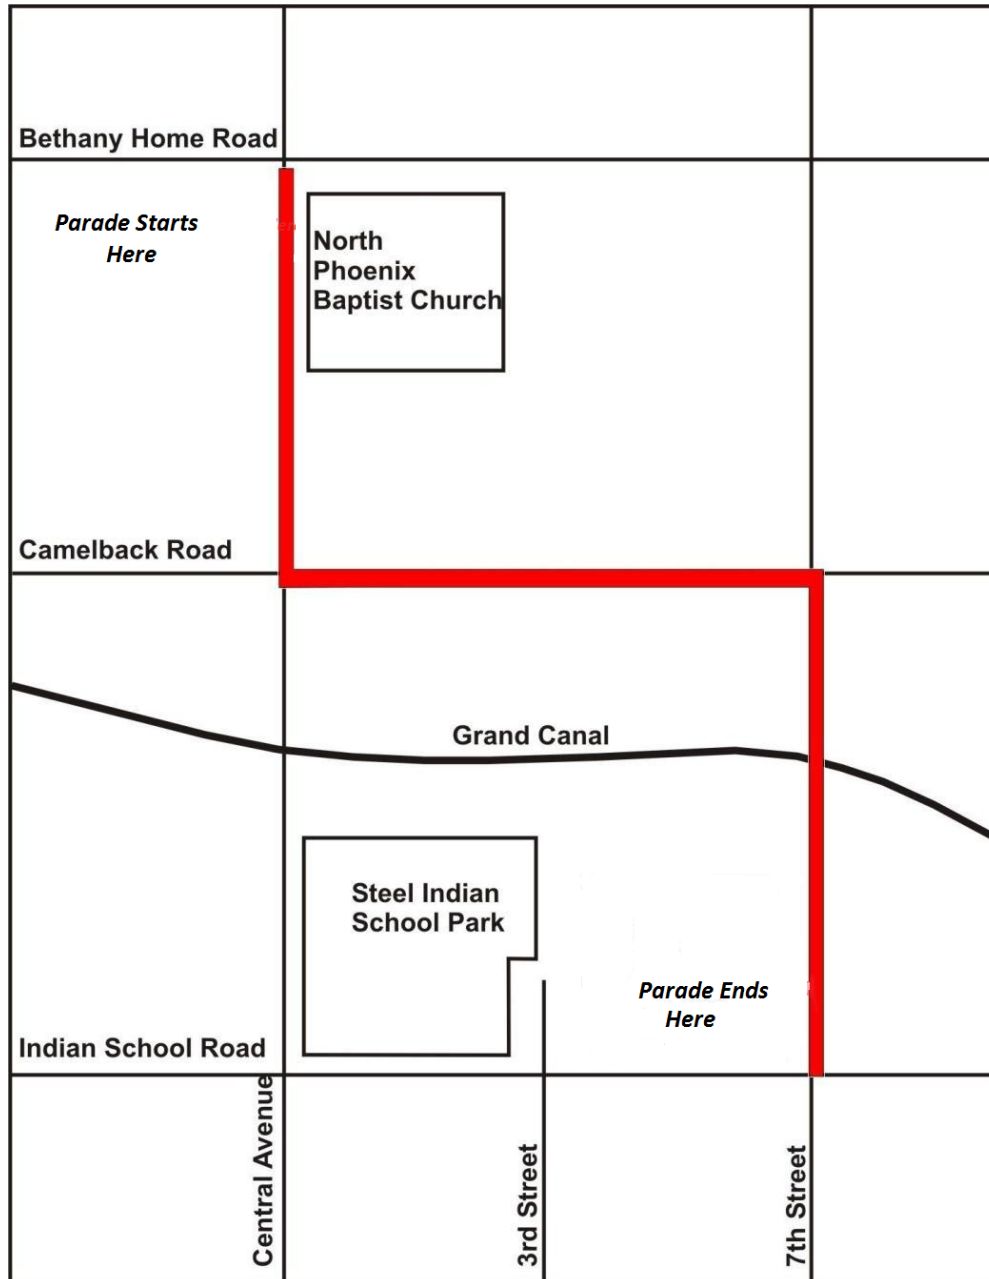 Bethany Home Road
Parade Starts
Here
North
Phoenix
Baptist Church
Camelback Road
Grand Canal
Steel Indian
School Park
Parade Ends
Here
Indian School Road
Central Avenue
3rd Street
7th Street